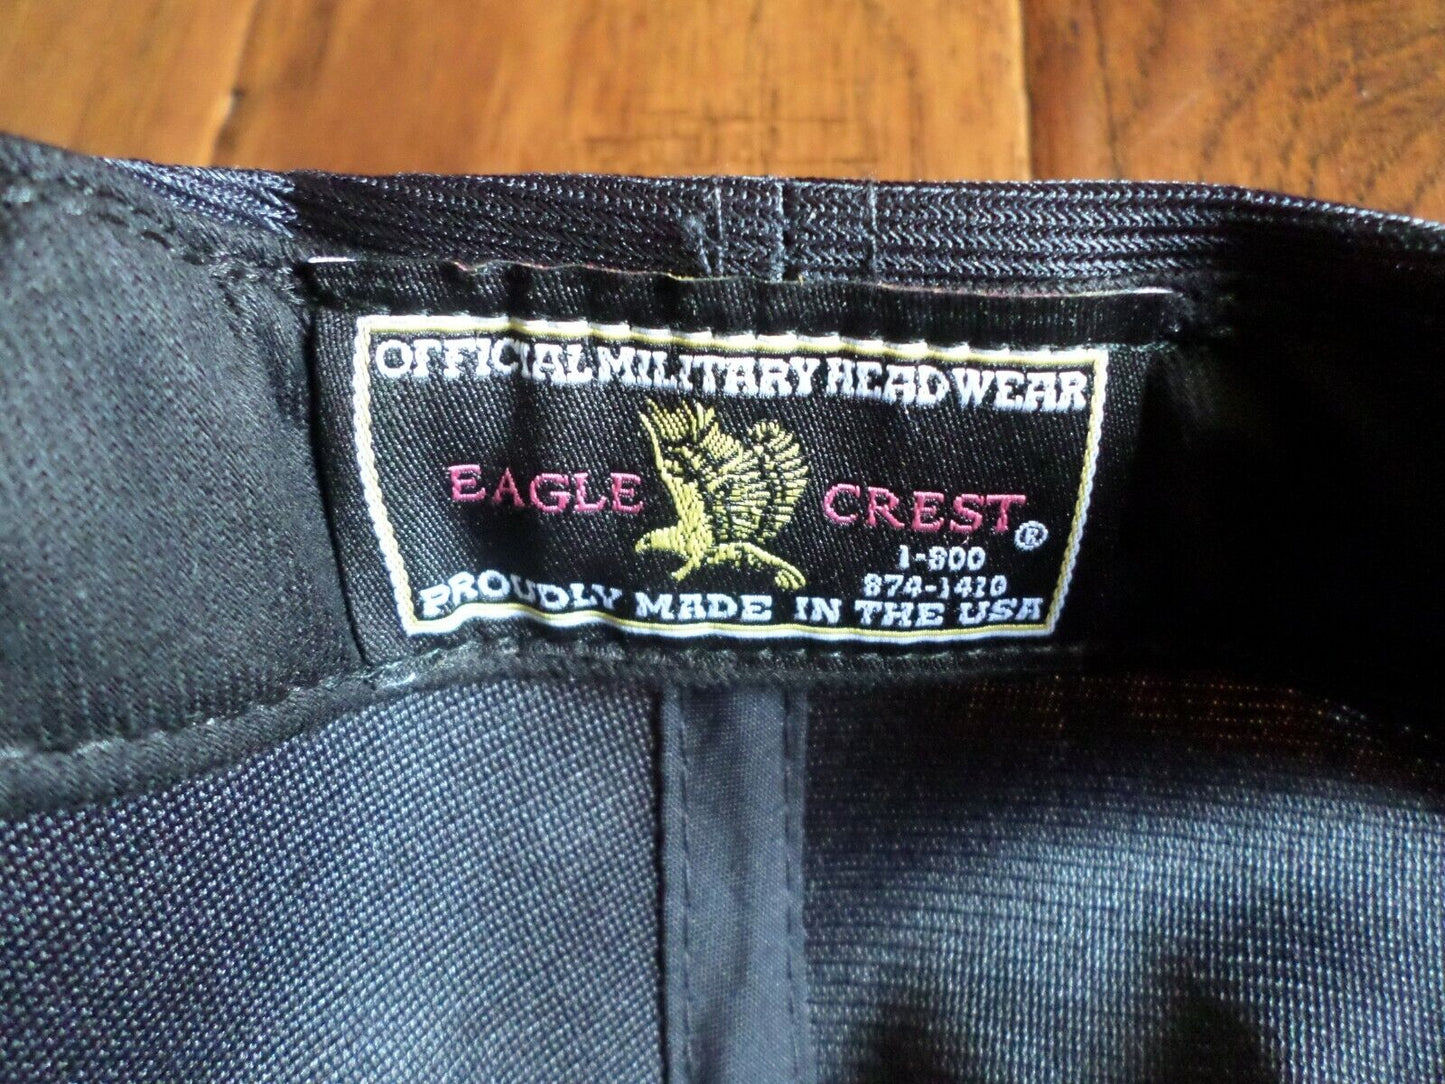 OFFICIAL MILITARY HEADWEAR
EAGLE CREST ®
1-800
874-1410
PROUDLY MADE IN THE USA